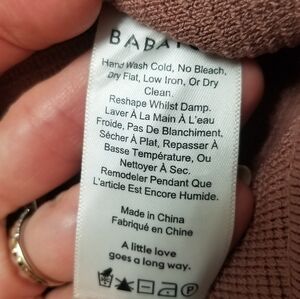 BABATON
Hand Wash Cold, No Bleach,
Dry Flat, Low Iron, Or Dry
Clean.
Reshape Whilst Damp.
Laver À La Main À L'eau
Froide, Pas De Blanchiment,
Sécher À Plat, Repasser À
Basse Température, Ou
Nettoyer À Sec.
Remodeler Pendant Que
L'article Est Encore Humide.
Made in China
Fabriqué en Chine
A little love
goes a long way.